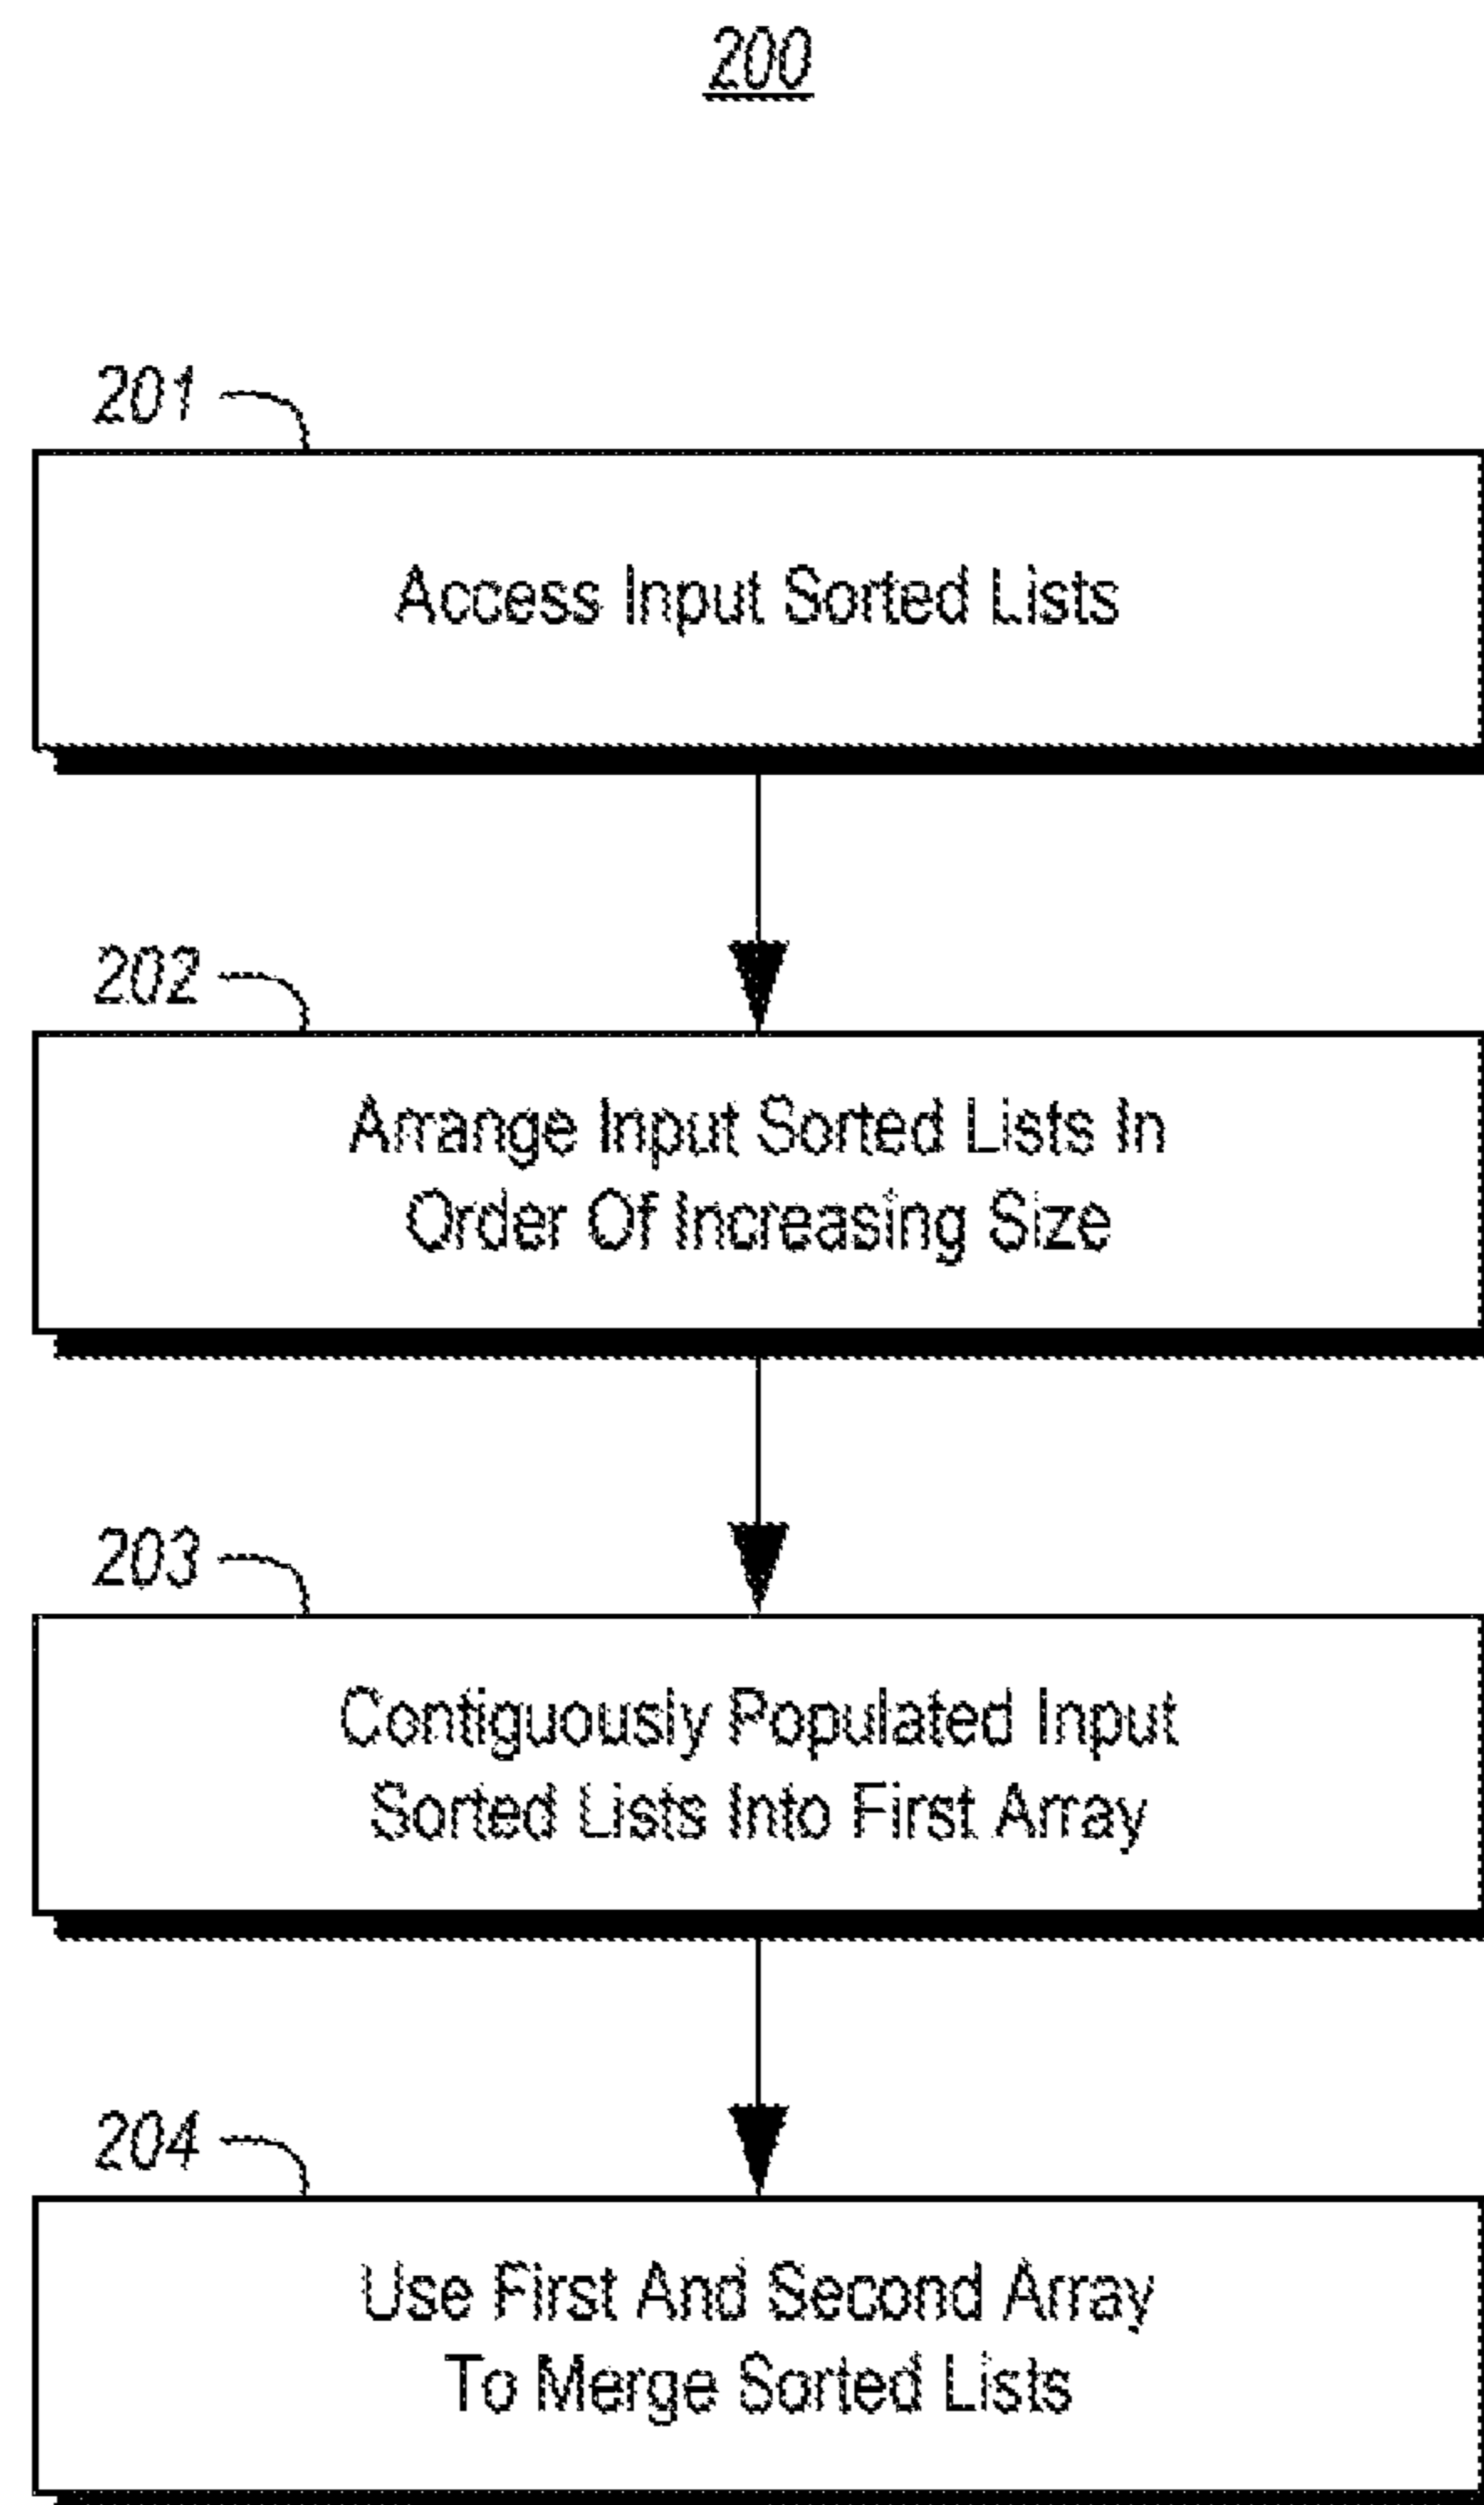 200
201
Access Input Sorted Lists
202
Arrange Input Sorted Lists In
Order Of Increasing Size
203
Contiguously Populated Input
Sorted Lists Into First Array
204
Use First And Second Array
To Merge Sorted Lists